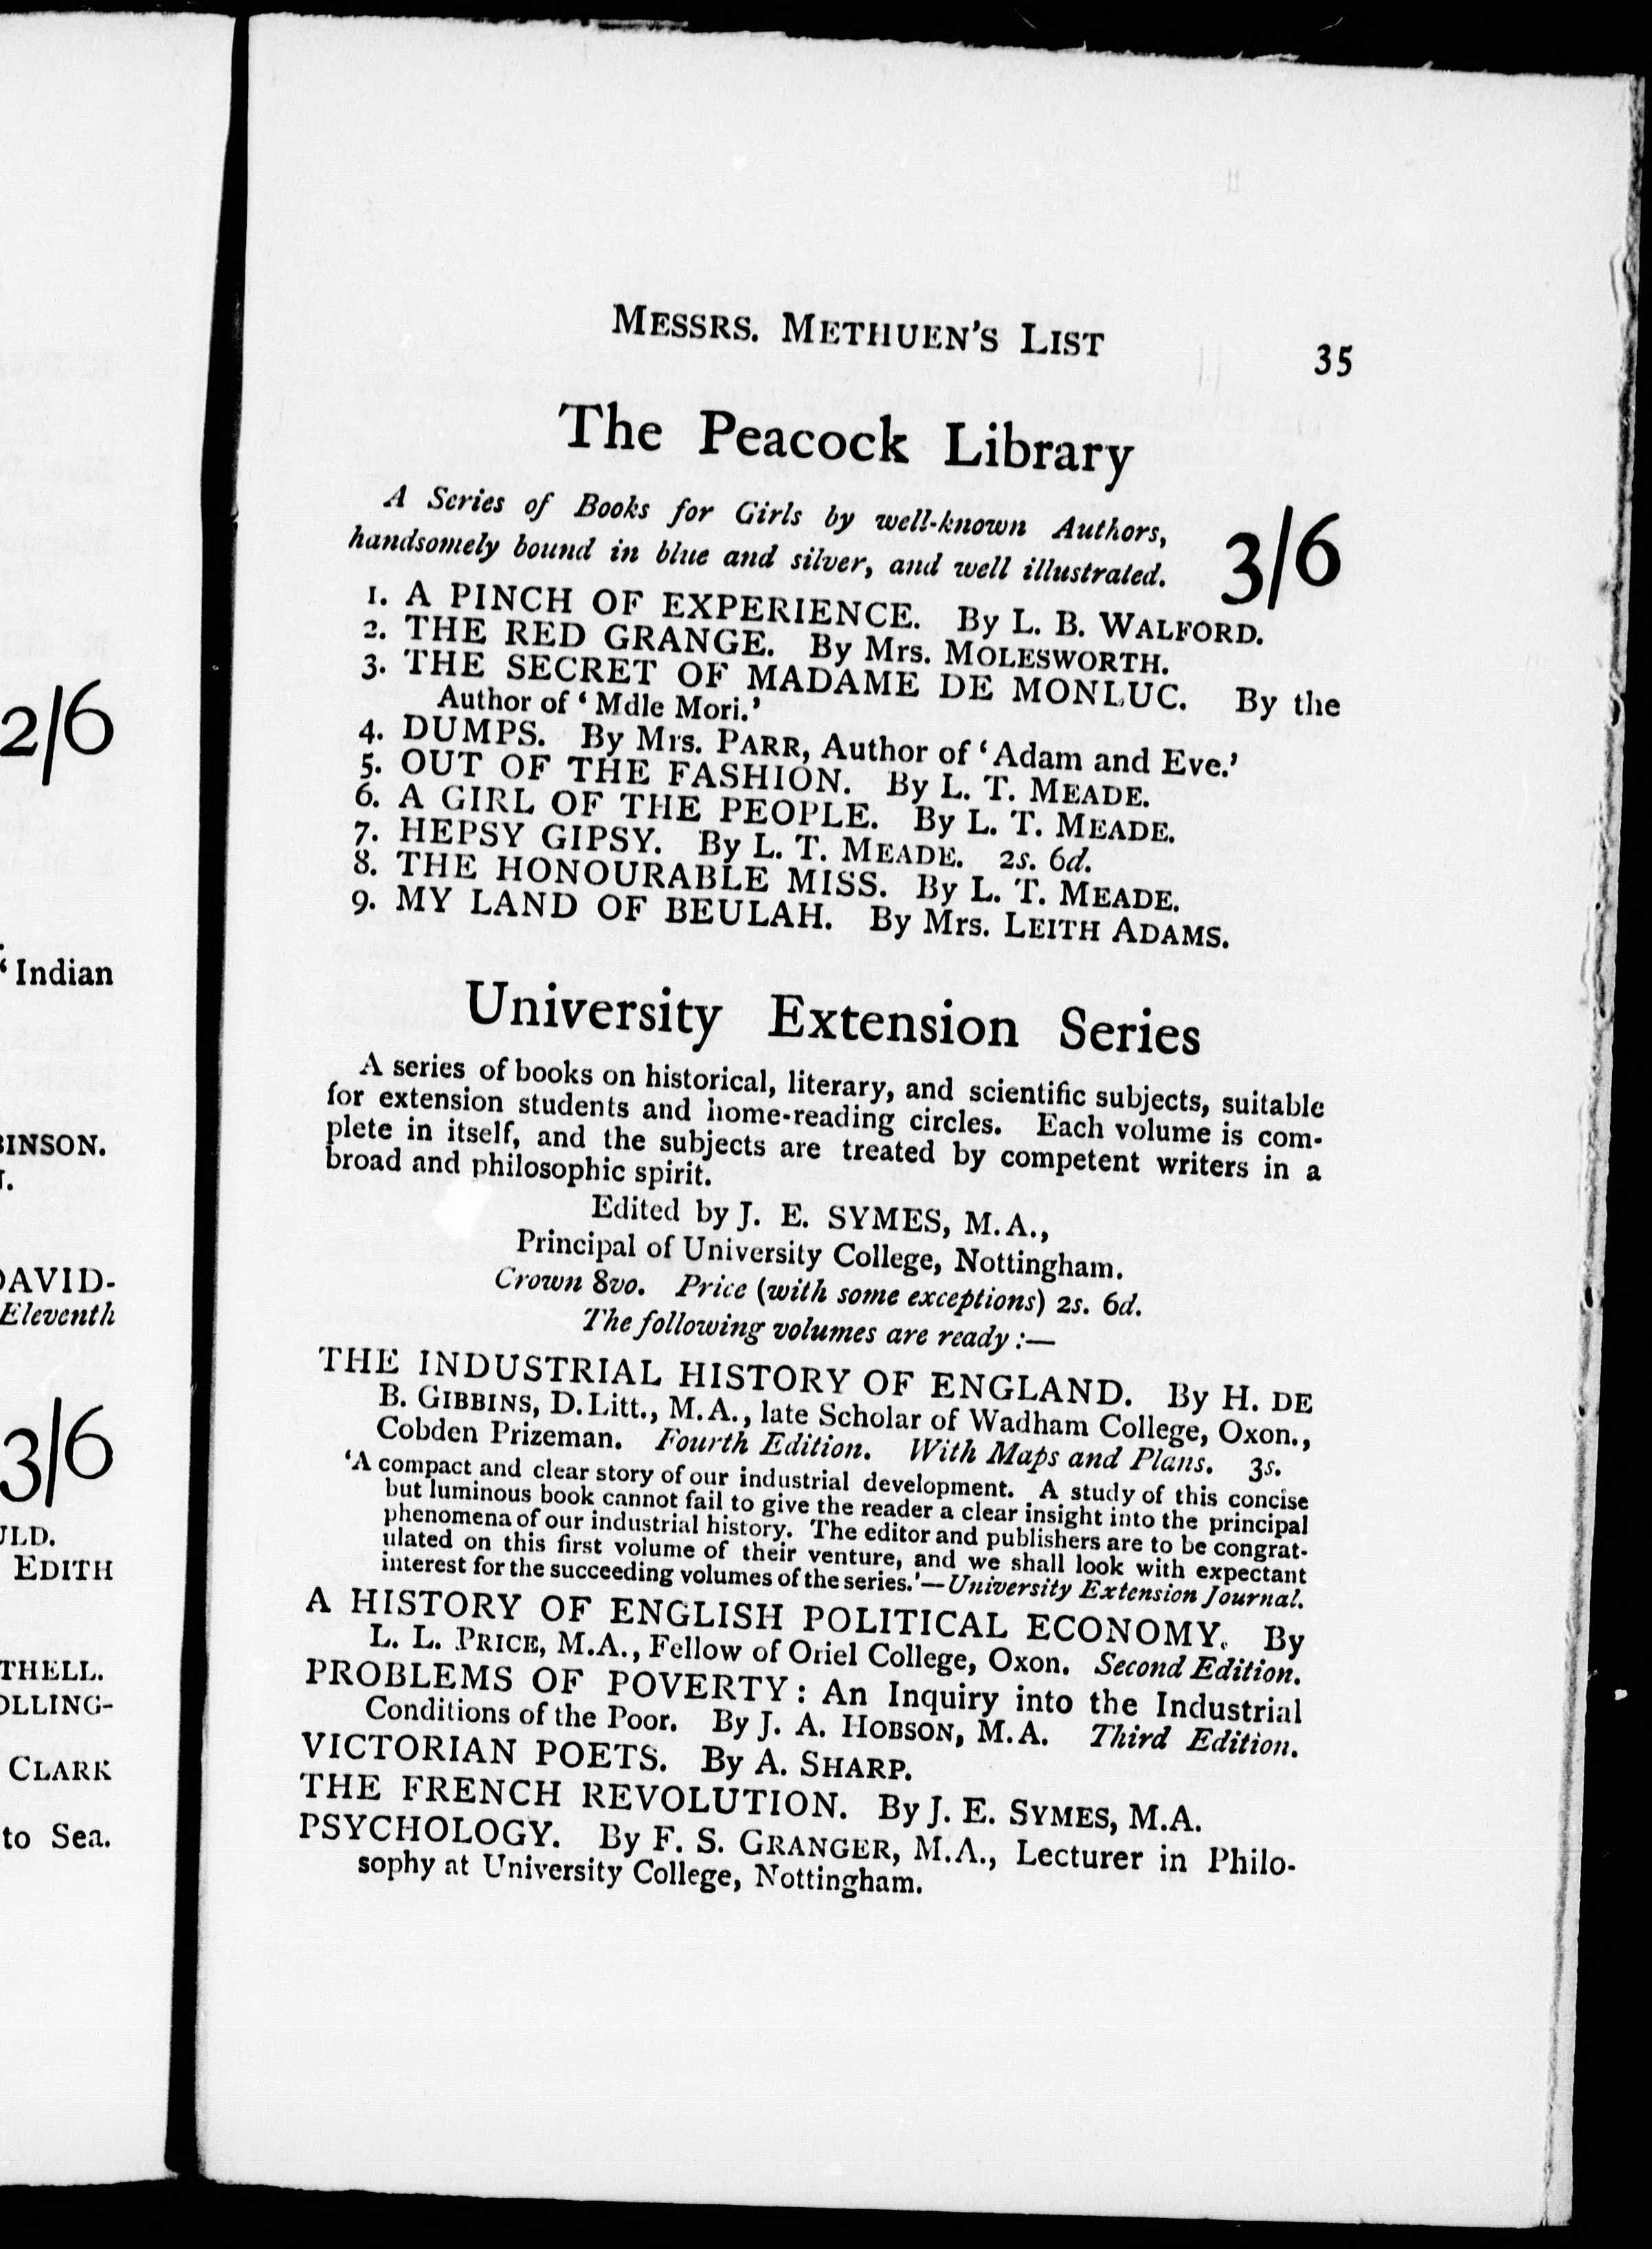 2/6
‘Indian
BINSON.
DAVID-
Eleventh
3/6
ULD.
EDITH
THELL.
OLLING-
CLARK
to Sea.
MESSRS. METHUEN’S LIST
35
The Peacock Library
A Series of Books for Girls by well-known Authors,
handsomely bound in blue and silver, and well illustrated.
3/6
1. A PINCH OF EXPERIENCE. By L. B. WALFORD.
2. THE RED GRANGE. By Mrs. MOLESWORTH.
3. THE SECRET OF MADAME DE MONLUC. By the
Author of ‘Mdle Mori.’
4. DUMPS. By Mrs. PARR, Author of ‘Adam and Eve.’
5. OUT OF THE FASHION. By L. T. MEADE.
6. A GIRL OF THE PEOPLE. By L. T. MEADE.
7. HEPSY GIPSY. By L. T. MEADE. 2s. 6d.
8. THE HONOURABLE MISS. By L. T. MEADE.
9. MY LAND OF BEULAH. By Mrs. LEITH ADAMS.
University Extension Series
A series of books on historical, literary, and scientific subjects, suitable
for extension students and home-reading circles. Each volume is com-
plete in itself, and the subjects are treated by competent writers in a
broad and philosophic spirit.
Edited by J. E. SYMES, M.A.,
Principal of University College, Nottingham.
Crown 8vo. Price (with some exceptions) 2s. 6d.
The following volumes are ready :—
THE INDUSTRIAL HISTORY OF ENGLAND. By H. DE
B. GIBBINS, D.Litt., M.A., late Scholar of Wadham College, Oxon.,
Cobden Prizeman. Fourth Edition. With Maps and Plans. 3s.
‘A compact and clear story of our industrial development. A study of this concise
but luminous book cannot fail to give the reader a clear insight into the principal
phenomena of our industrial history. The editor and publishers are to be congrat-
ulated on this first volume of their venture, and we shall look with expectant
interest for the succeeding volumes of the series.’—University Extension Journal.
A HISTORY OF ENGLISH POLITICAL ECONOMY. By
L. L. PRICE, M.A., Fellow of Oriel College, Oxon. Second Edition.
PROBLEMS OF POVERTY: An Inquiry into the Industrial
Conditions of the Poor. By J. A. HOBSON, M.A. Third Edition.
VICTORIAN POETS. By A. SHARP.
THE FRENCH REVOLUTION. By J. E. SYMES, M.A.
PSYCHOLOGY. By F. S. GRANGER, M.A., Lecturer in Philo-
sophy at University College, Nottingham.